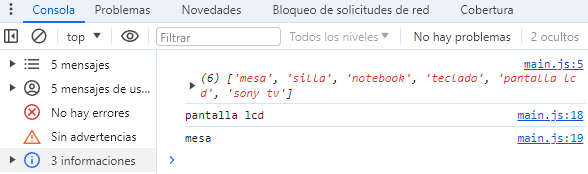 Consola Problemas Novedades Bloqueo de solicitudes de red Cobertura
top Filtrar Todos los niveles No hay problemas 2 ocultos
5 mensajes
5 mensajes de us...
No hay errores
Sin advertencias
3 informaciones
main.js:5
(6) ['mesa', 'silla', 'notebook', 'teclado', 'pantalla lc
d', 'sony tv']
pantalla lcd main.js:18
mesa main.js:19